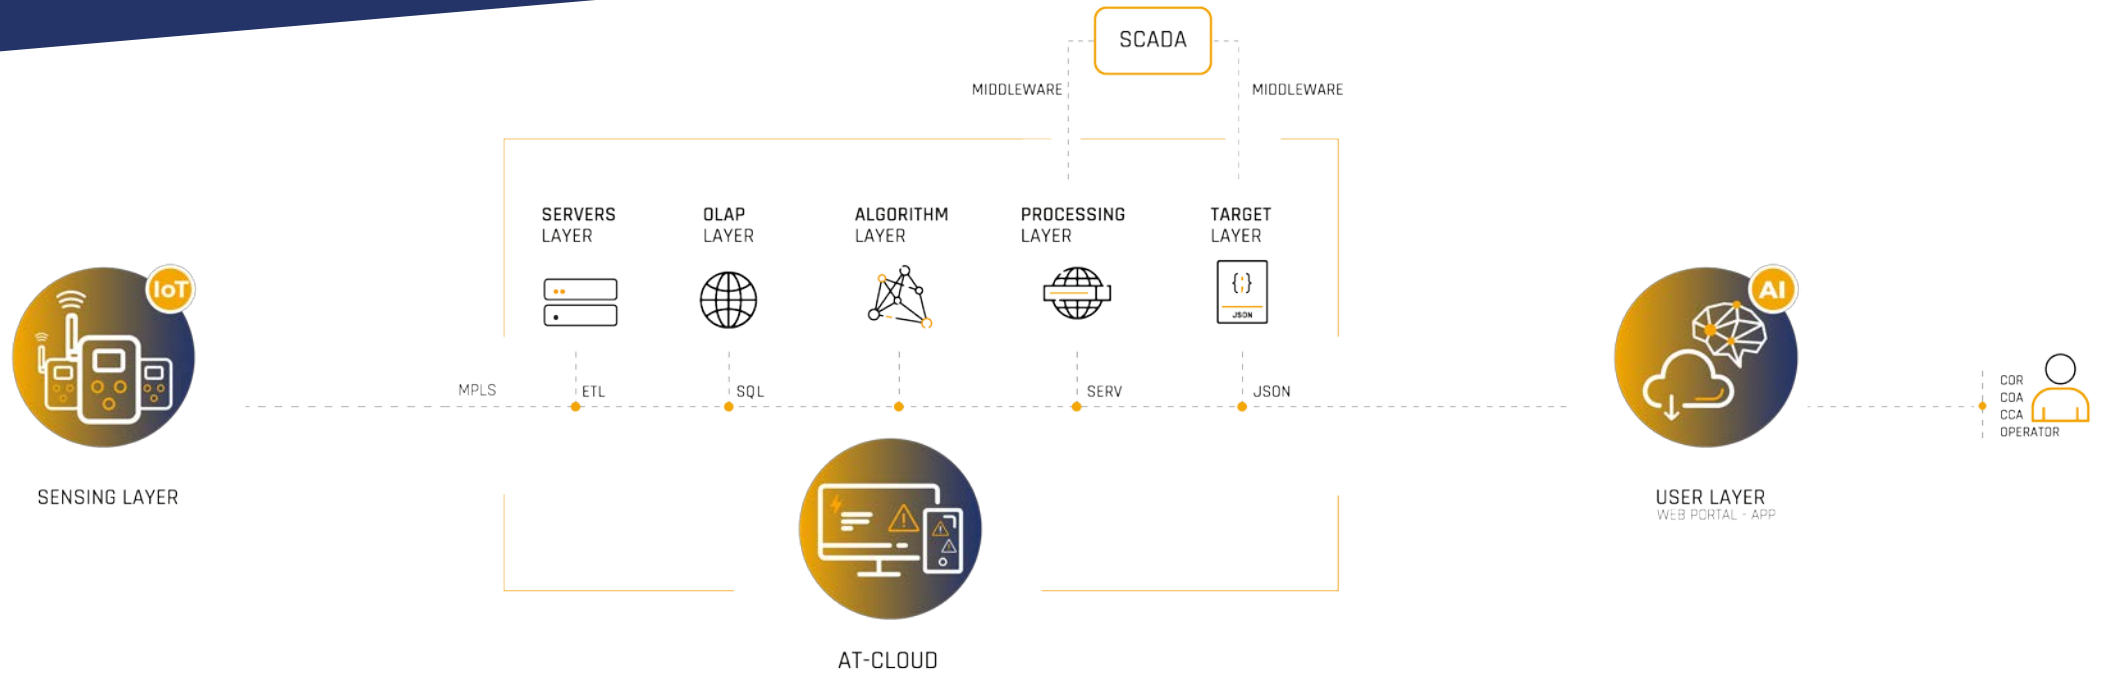 SCADA
MIDDLEWARE
MIDDLEWARE
SERVERS
LAYER
OLAP
LAYER
ALGORITHM
LAYER
PROCESSING
LAYER
TARGET
LAYER
{;}
JSON
IoT
AI
MPLS
ETL
SQL
SERV
JSON
COR
COA
CCA
OPERATOR
SENSING LAYER
USER LAYER
WEB PORTAL - APP
AT-CLOUD